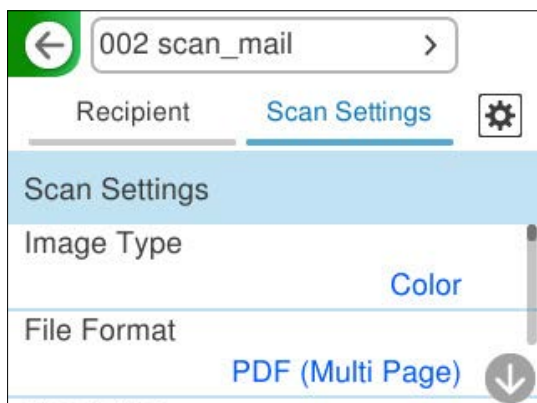 002 scan_mail
Recipient Scan Settings
Scan Settings
Image Type
Color
File Format
PDF (Multi Page)